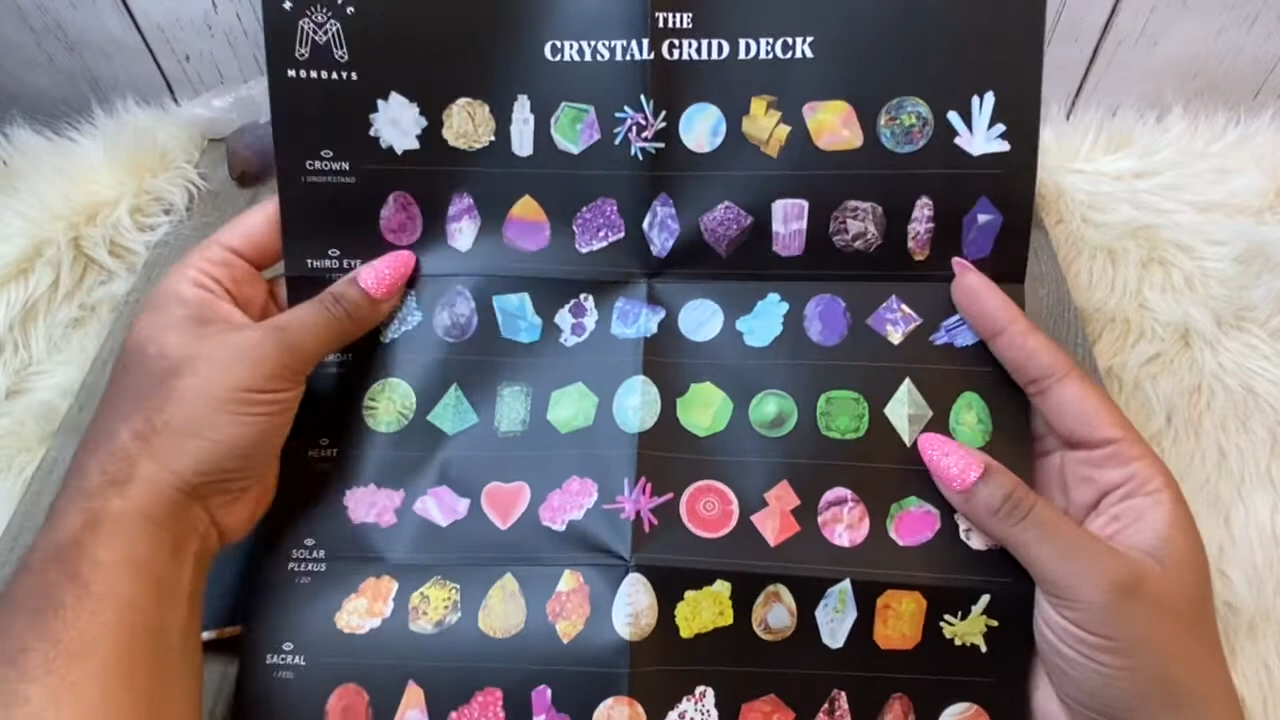 MONDAYS
THE
CRYSTAL GRID DECK
CROWN
I UNDERSTAND
THIRD EYE
HEART
SOLAR
PLEXUS
I DO
SACRAL
I FEEL